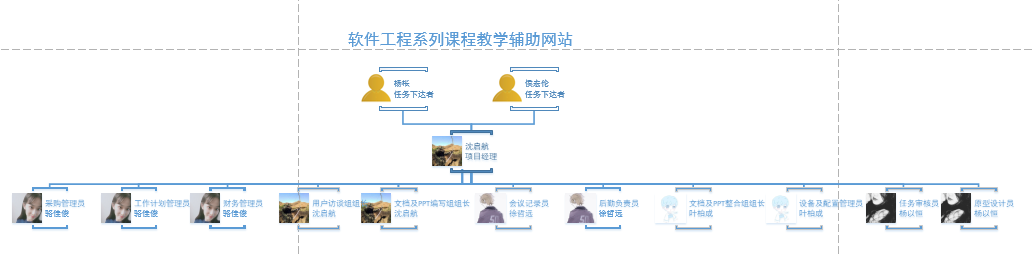 软件工程系列课程教学辅助网站
杨枨
任务下达者
侯宏伦
任务下达者
沈启航
项目经理
采购管理员
骆佳俊
工作计划管理员
骆佳俊
财务管理员
骆佳俊
用户访谈组组长
沈启航
文档及PPT编写组组长
沈启航
会议记录员
徐哲远
后勤负责员
徐哲远
文档及PPT整合组组长
叶柏成
设备及配置管理员
叶柏成
任务审核员
杨以恒
原型设计员
杨以恒